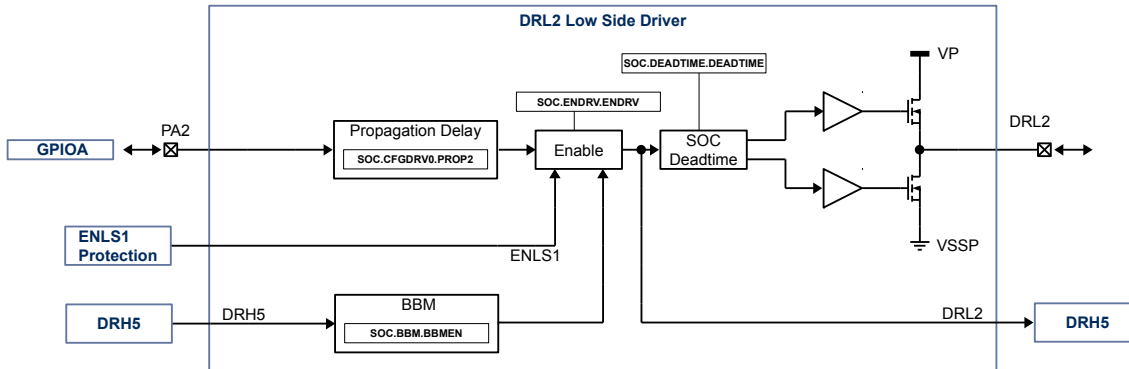 DRL2 Low Side Driver
SOC.DEADTIME.DEADTIME
VP
SOC.ENDRV.ENDRV
PA2
Propagation Delay
DRL2
GPIOA
SOC.CFGDRV0.PROP2
Enable
SOC
Deadtime
ENLS1
Protection
ENLS1
VSSP
BBM
DRH5
DRH5
SOC.BBM.BBMEN
DRL2
DRH5